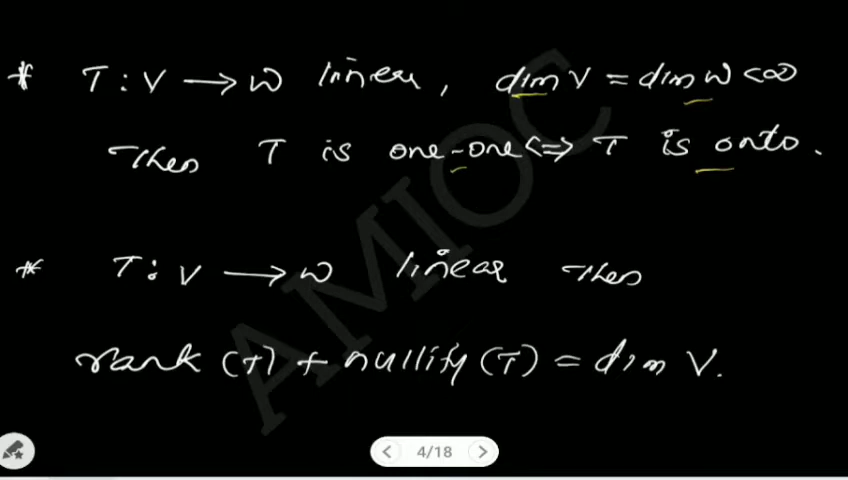 * T : V → W linear, dim V = dim W < ∞
Then T is one-one <=> T is onto.
* T : V → W linear then
rank (T) + nullity (T) = dim V.
AMIOC
4/18